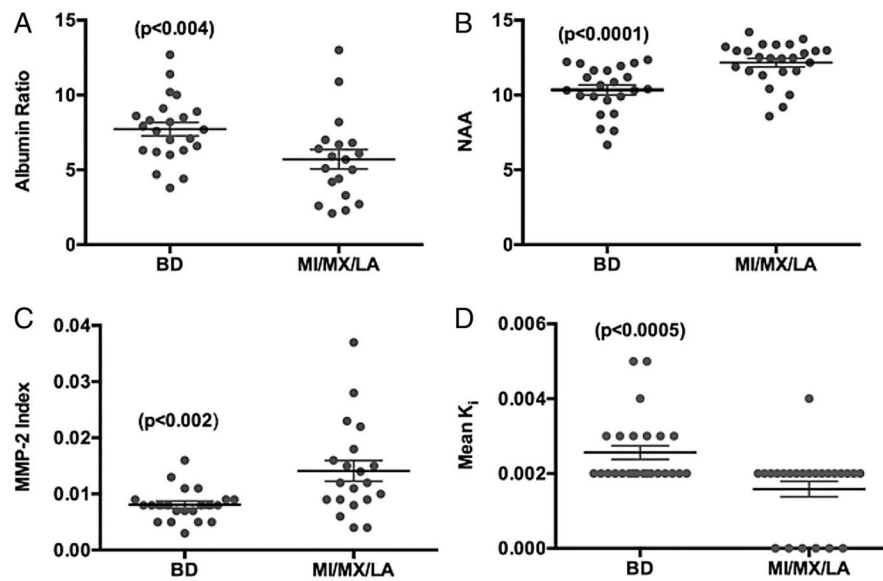 A
(p<0.004)
Albumin Ratio
15
10
5
0
BD
MI/MX/LA
B
(p<0.0001)
NAA
15
10
5
0
BD
MI/MX/LA
C
(p<0.002)
MMP-2 Index
0.04
0.03
0.02
0.01
0.00
BD
MI/MX/LA
D
(p<0.0005)
Mean Ki
0.006
0.004
0.002
0.000
BD
MI/MX/LA